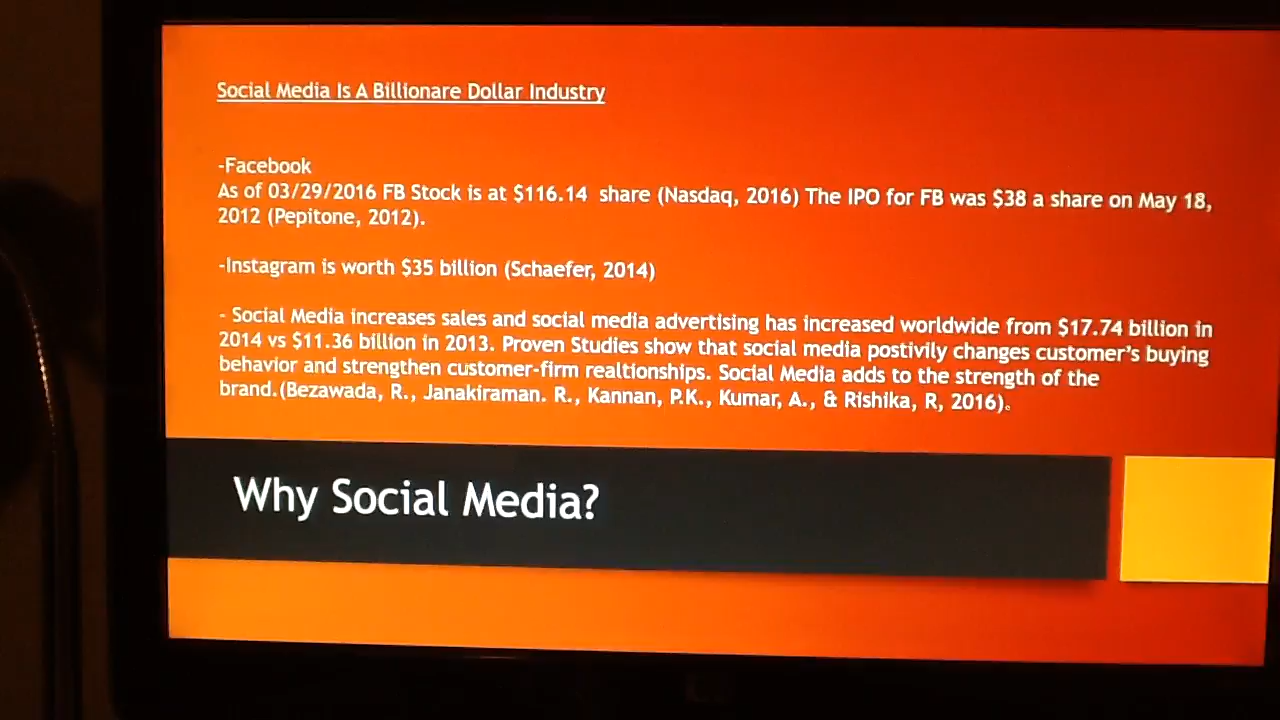 Social Media Is A Billionare Dollar Industry
-Facebook
As of 03/29/2016 FB Stock is at $116.14  share (Nasdaq, 2016) The IPO for FB was $38 a share on May 18,
2012 (Pepitone, 2012).
-Instagram is worth $35 billion (Schaefer, 2014)
- Social Media increases sales and social media advertising has increased worldwide from $17.74 billion in
2014 vs $11.36 billion in 2013. Proven Studies show that social media postivily changes customer's buying
behavior and strengthen customer-firm realtionships. Social Media adds to the strength of the
brand.(Bezawada, R., Janakiraman. R., Kannan, P.K., Kumar, A., & Rishika, R, 2016).
Why Social Media?